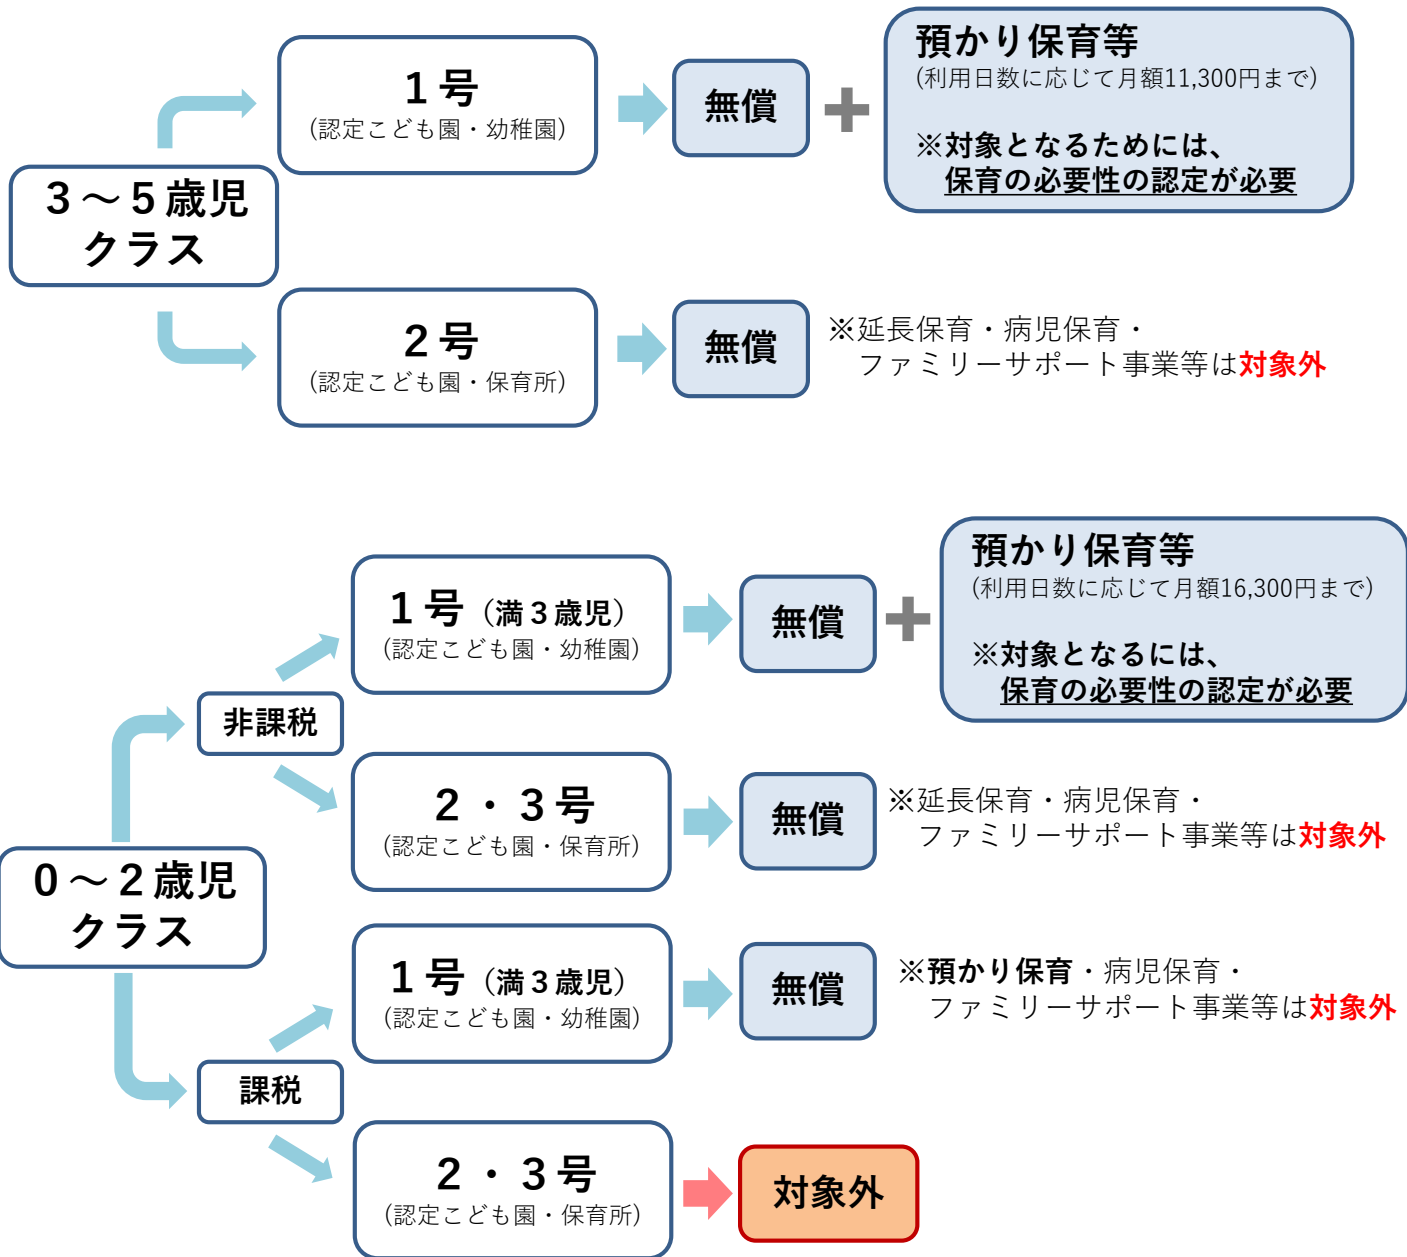 3～5歳児
クラス
1号
(認定こども園・幼稚園)
無償
預かり保育等
(利用日数に応じて月額11,300円まで)
※対象となるためには、
保育の必要性の認定が必要
2号
(認定こども園・保育所)
無償
※延長保育・病児保育・
ファミリーサポート事業等は対象外
0～2歳児
クラス
非課税
1号（満3歳児）
(認定こども園・幼稚園)
無償
預かり保育等
(利用日数に応じて月額16,300円まで)
※対象となるには、
保育の必要性の認定が必要
2・3号
(認定こども園・保育所)
無償
※延長保育・病児保育・
ファミリーサポート事業等は対象外
課税
1号（満3歳児）
(認定こども園・幼稚園)
無償
※預かり保育・病児保育・
ファミリーサポート事業等は対象外
2・3号
(認定こども園・保育所)
対象外